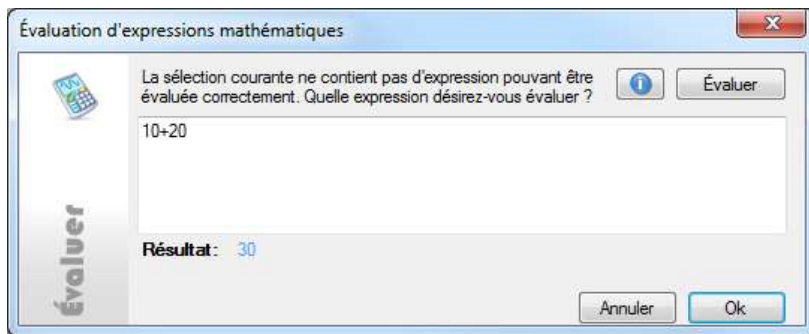 Évaluation d'expressions mathématiques
La sélection courante ne contient pas d'expression pouvant être
évaluée correctement. Quelle expression désirez-vous évaluer ?
Évaluer
10+20
Résultat: 30
évaluer
Annuler
Ok